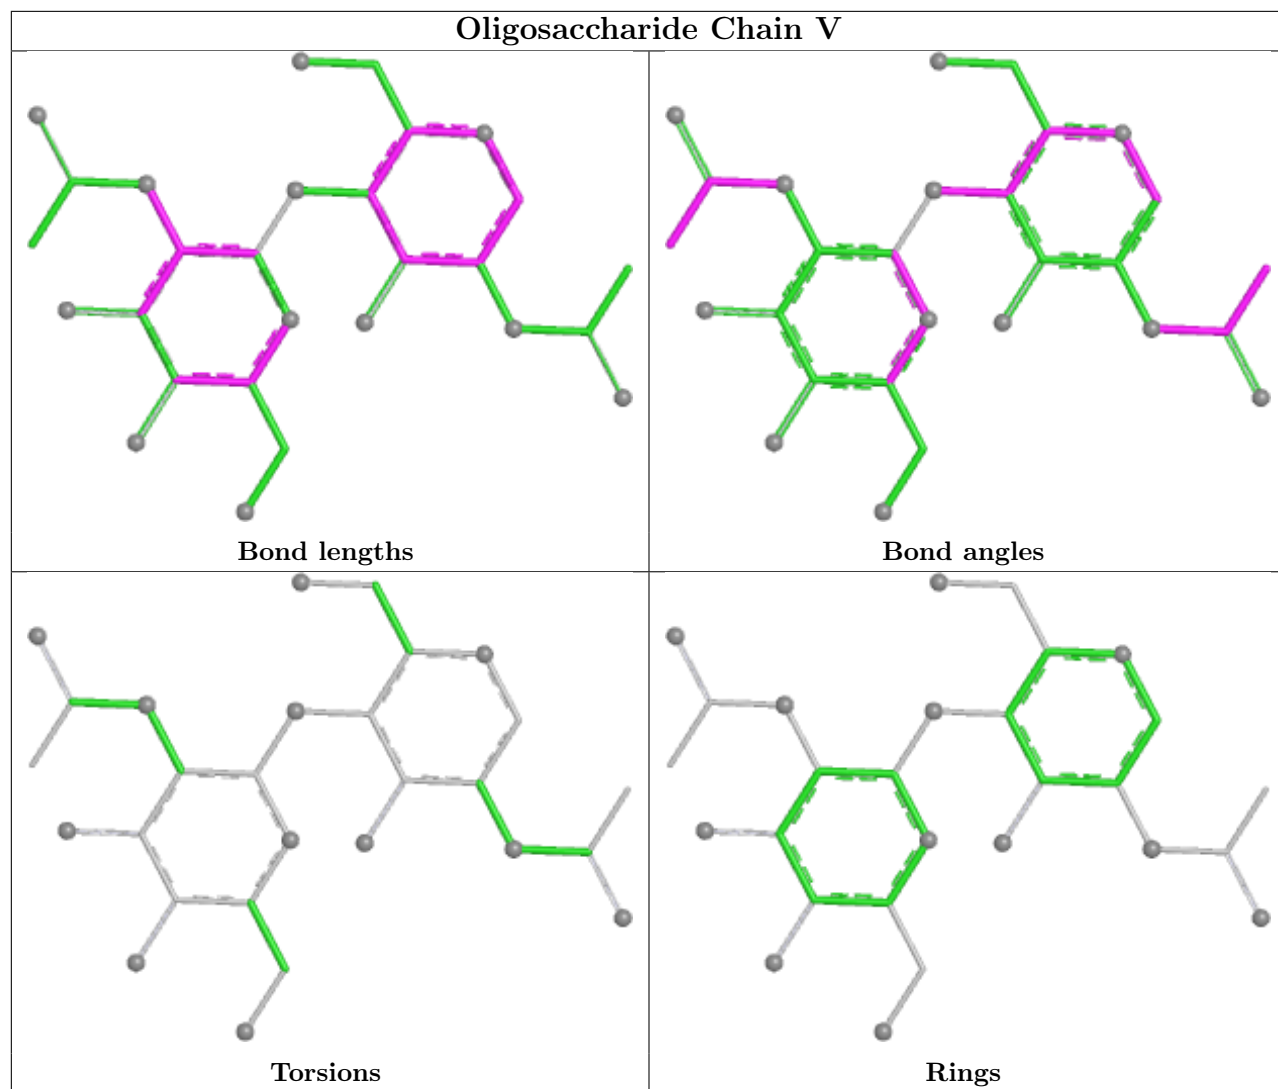 Oligosaccharide Chain V
Bond lengths
Bond angles
Torsions
Rings